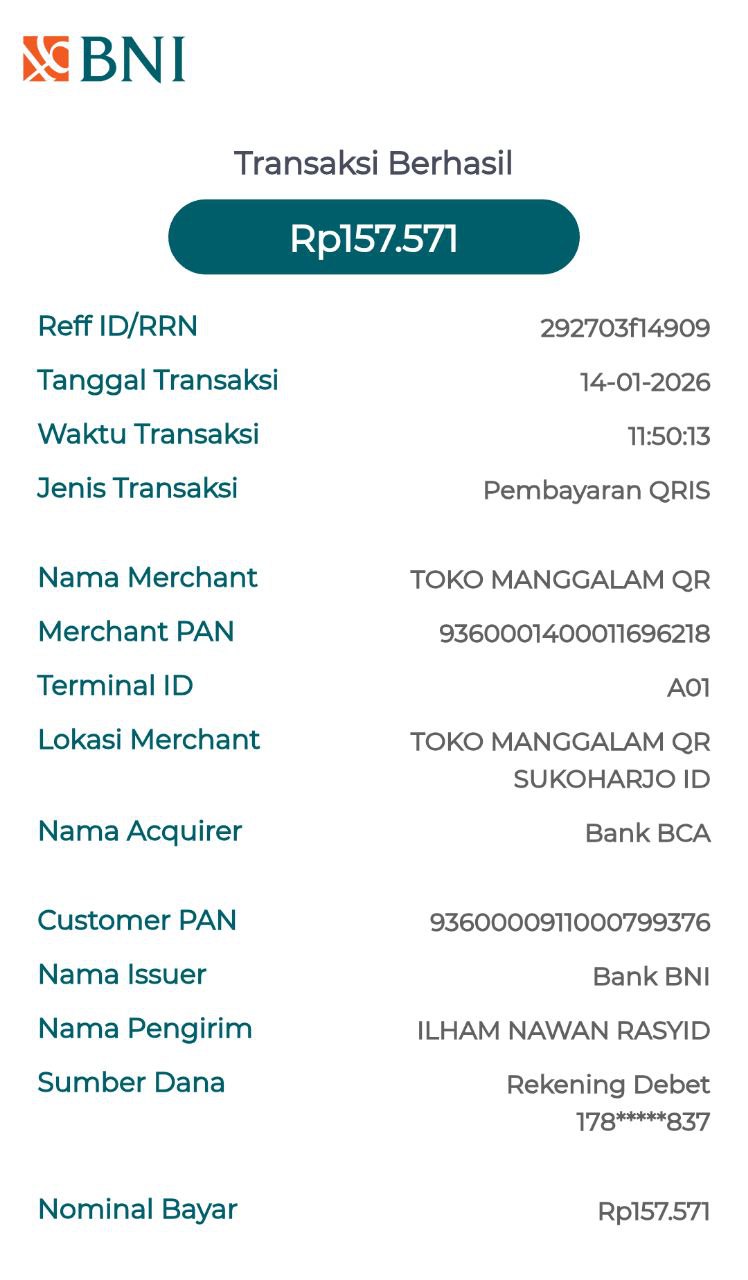 BNI
Transaksi Berhasil
Rp157.571
Reff ID/RRN 292703f14909
Tanggal Transaksi 14-01-2026
Waktu Transaksi 11:50:13
Jenis Transaksi Pembayaran QRIS
Nama Merchant TOKO MANGGALAM QR
Merchant PAN 9360001400011696218
Terminal ID A01
Lokasi Merchant TOKO MANGGALAM QR
SUKOHARJO ID
Nama Acquirer Bank BCA
Customer PAN 9360000911000799376
Nama Issuer Bank BNI
Nama Pengirim ILHAM NAWAN RASYID
Sumber Dana Rekening Debet
178*****837
Nominal Bayar Rp157.571